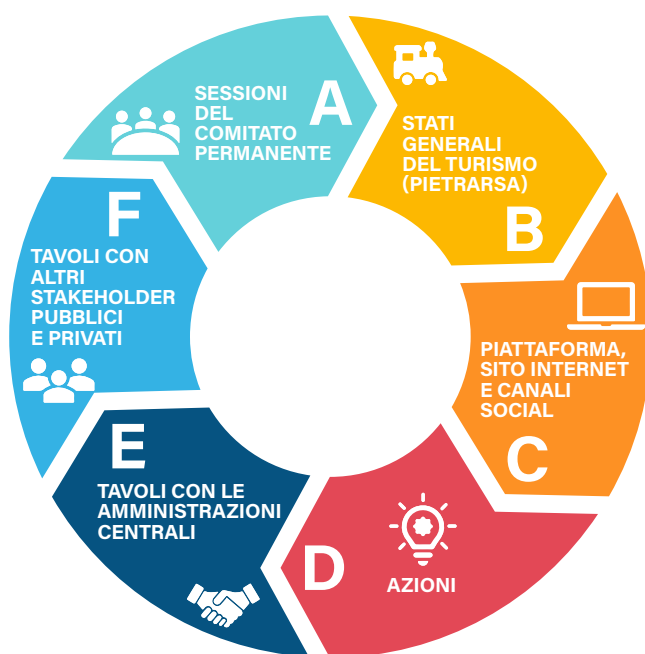 A
SESSIONI
DEL
COMITATO
PERMANENTE
STATI
GENERALI
DEL TURISMO
(PIETRARSA)
B
PIATTAFORMA,
SITO INTERNET
E CANALI
SOCIAL
C
D
AZIONI
E
TAVOLI CON LE
AMMINISTRAZIONI
CENTRALI
F
TAVOLI CON
ALTRI
STAKEHOLDER
PUBBLICI
E PRIVATI